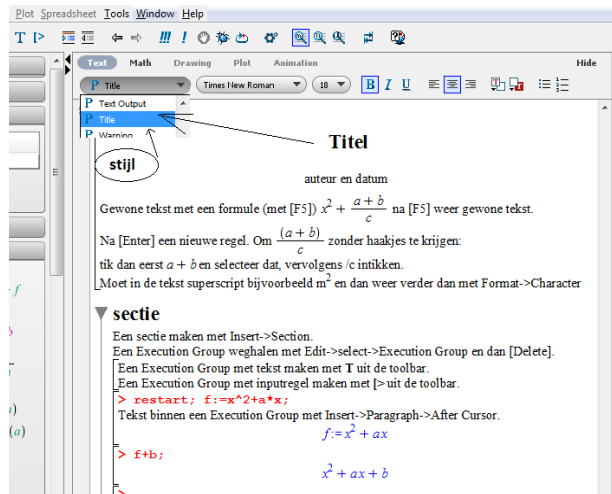 Plot Spreadsheet Tools Window Help
T [> !!! !
Text Math Drawing Plot Animation Hide
P Title Times New Roman 18 B I U
P Text Output
P Title
P Warning
stijl
Titel
auteur en datum
Gewone tekst met een formule (met [F5]) x² + (a + b)/c na [F5] weer gewone tekst.
Na [Enter] een nieuwe regel. Om (a + b)/c zonder haakjes te krijgen:
tik dan eerst a + b en selecteer dat, vervolgens /c intikken.
Moet in de tekst superscript bijvoorbeeld m² en dan weer verder dan met Format->Character
sectie
Een sectie maken met Insert->Section.
Een Execution Group weghalen met Edit->select->Execution Group en dan [Delete].
Een Execution Group met tekst maken met T uit de toolbar.
Een Execution Group met inputregel maken met [> uit de toolbar.
> restart; f:=x^2+a*x;
Tekst binnen een Execution Group met Insert->Paragraph->After Cursor.
f := x² + ax
> f+b;
x² + ax + b
>
f
(a)